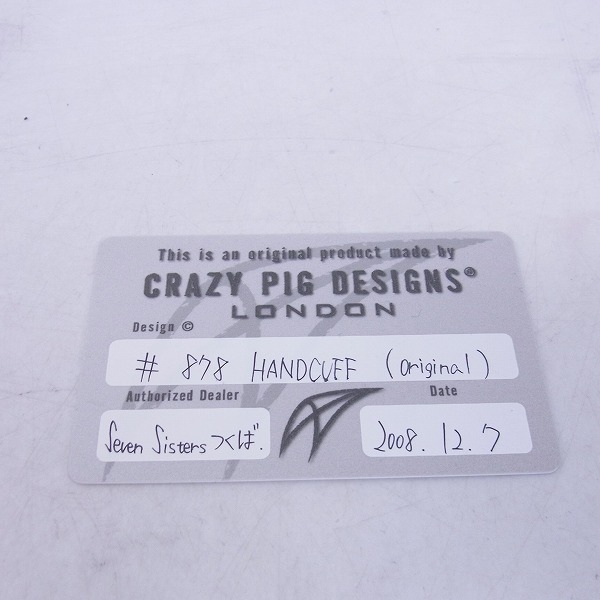 This is an original product made by
CRAZY PIG DESIGNS®
LONDON
Design ©
# 878 HANDCUFF (original)
Authorized Dealer
Date
Seven Sisters つくば.
2008. 12. 7